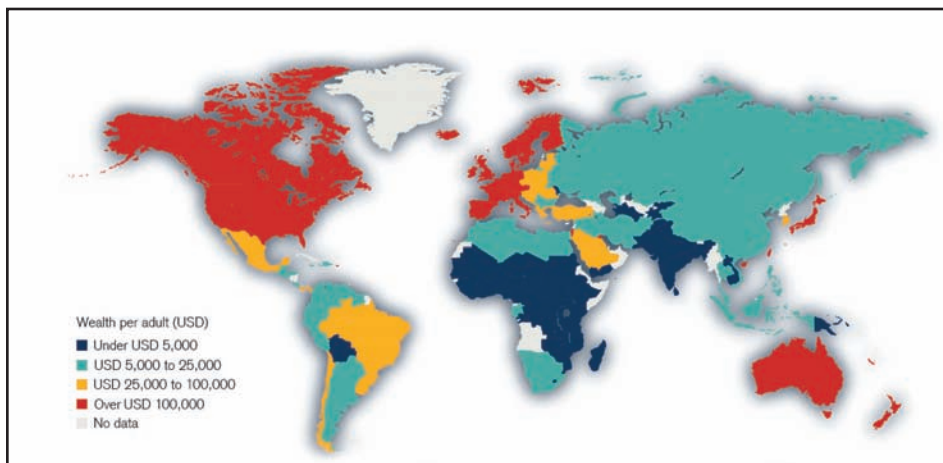 Wealth per adult (USD)
Under USD 5,000
USD 5,000 to 25,000
USD 25,000 to 100,000
Over USD 100,000
No data